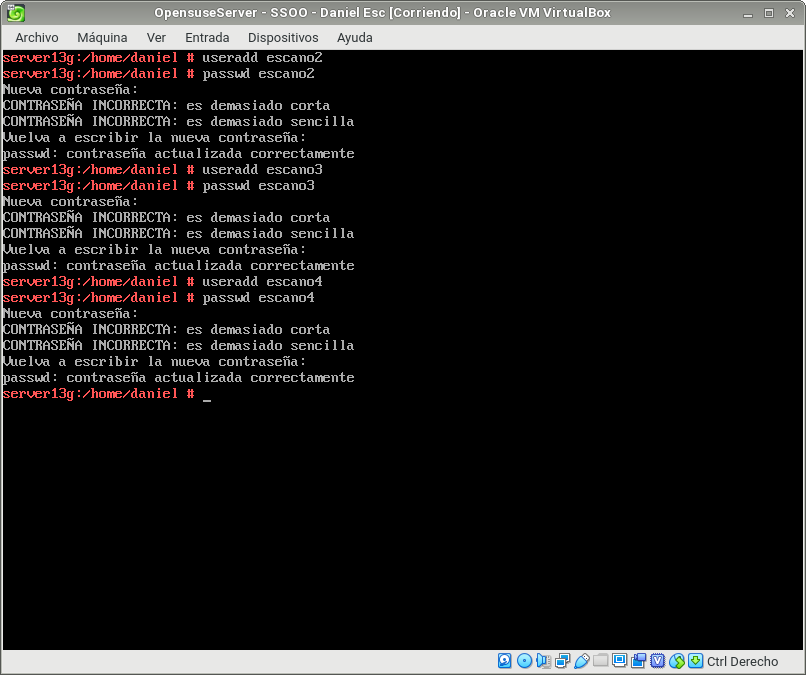 OpensuseServer - SSOO - Daniel Esc [Corriendo] - Oracle VM VirtualBox
Archivo Máquina Ver Entrada Dispositivos Ayuda
server13g:/home/daniel # useradd escano2
server13g:/home/daniel # passwd escano2
Nueva contraseña:
CONTRASEÑA INCORRECTA: es demasiado corta
CONTRASEÑA INCORRECTA: es demasiado sencilla
Vuelva a escribir la nueva contraseña:
passwd: contraseña actualizada correctamente
server13g:/home/daniel # useradd escano3
server13g:/home/daniel # passwd escano3
Nueva contraseña:
CONTRASEÑA INCORRECTA: es demasiado corta
CONTRASEÑA INCORRECTA: es demasiado sencilla
Vuelva a escribir la nueva contraseña:
passwd: contraseña actualizada correctamente
server13g:/home/daniel # useradd escano4
server13g:/home/daniel # passwd escano4
Nueva contraseña:
CONTRASEÑA INCORRECTA: es demasiado corta
CONTRASEÑA INCORRECTA: es demasiado sencilla
Vuelva a escribir la nueva contraseña:
passwd: contraseña actualizada correctamente
server13g:/home/daniel # _
Ctrl Derecho